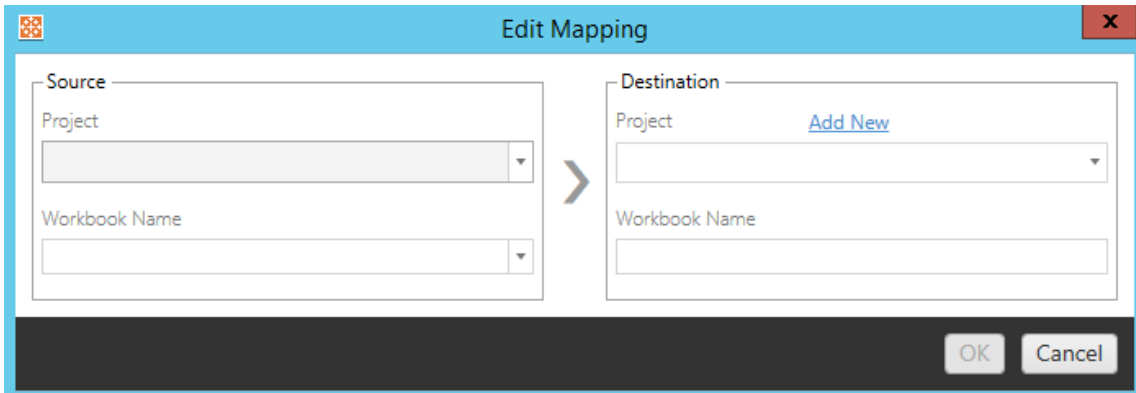 Edit Mapping
x
Source
Project
Workbook Name
Destination
Project Add New
Workbook Name
OK Cancel